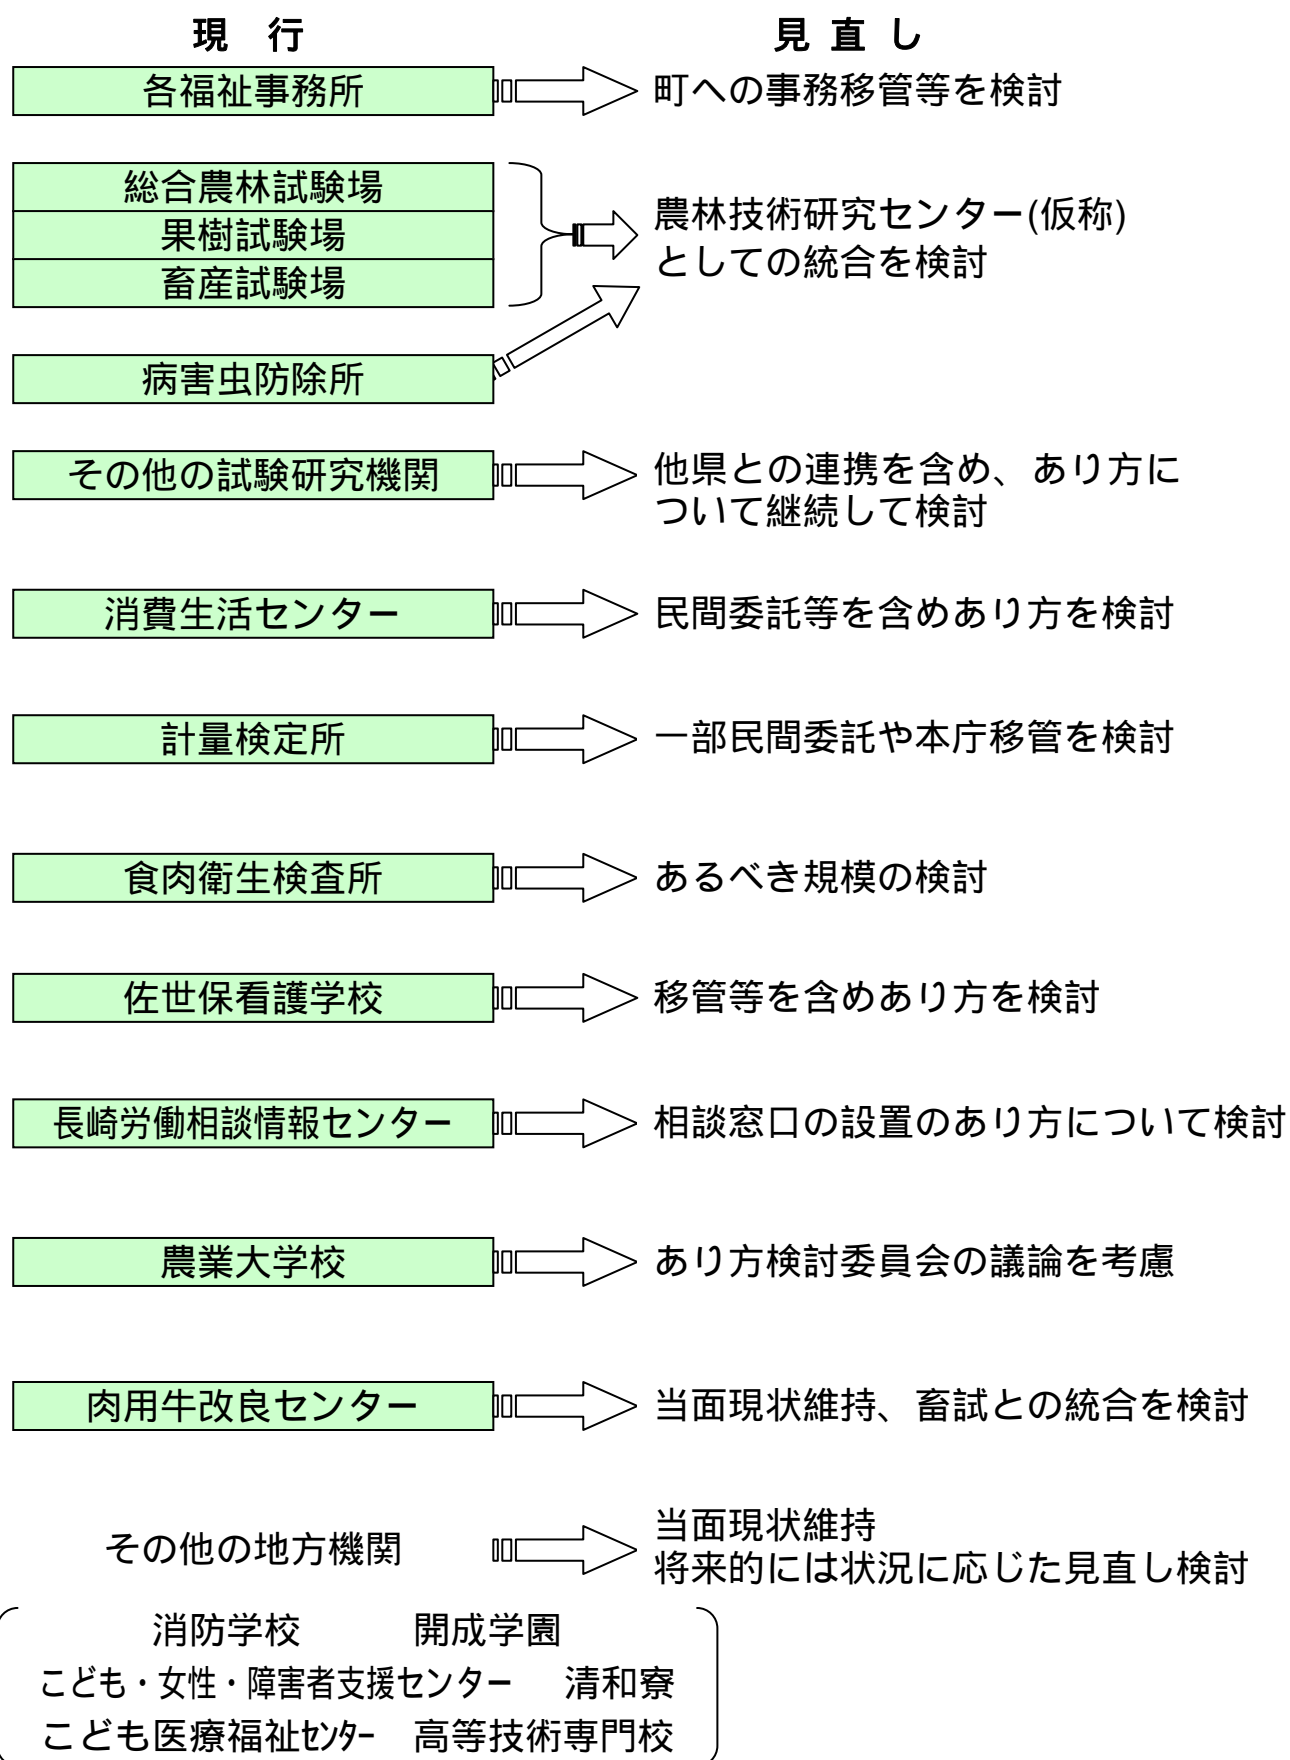 現 行 見 直 し
各福祉事務所 町への事務移管等を検討
総合農林試験場
果樹試験場
畜産試験場
農林技術研究センター(仮称)
としての統合を検討
病害虫防除所
その他の試験研究機関 他県との連携を含め、あり方に
ついて継続して検討
消費生活センター 民間委託等を含めあり方を検討
計量検定所 一部民間委託や本庁移管を検討
食肉衛生検査所 あるべき規模の検討
佐世保看護学校 移管等を含めあり方を検討
長崎労働相談情報センター 相談窓口の設置のあり方について検討
農業大学校 あり方検討委員会の議論を考慮
肉用牛改良センター 当面現状維持、畜試との統合を検討
その他の地方機関 当面現状維持
将来的には状況に応じた見直し検討
消防学校 開成学園
こども・女性・障害者支援センター 清和寮
こども医療福祉センター 高等技術専門校